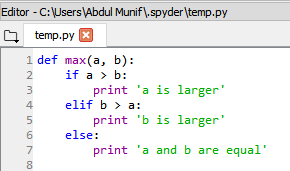 Editor - C:\Users\Abdul Munif\.spyder\temp.py
temp.py
1 def max(a, b):
2     if a > b:
3         print 'a is larger'
4     elif b > a:
5         print 'b is larger'
6     else:
7         print 'a and b are equal'
8